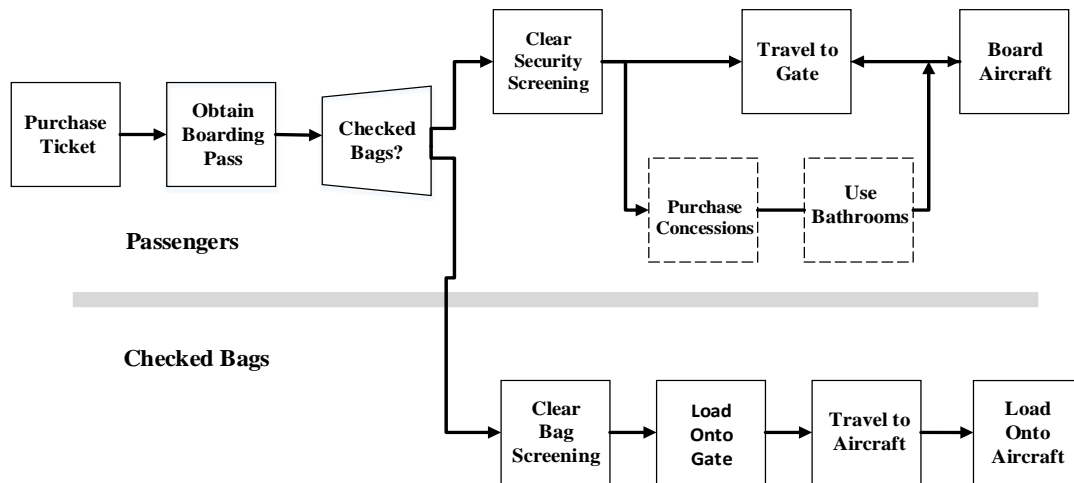 Purchase
Ticket
Obtain
Boarding
Pass
Checked
Bags?
Clear
Security
Screening
Travel to
Gate
Board
Aircraft
Purchase
Concessions
Use
Bathrooms
Passengers
Checked Bags
Clear
Bag
Screening
Load
Onto
Gate
Travel to
Aircraft
Load
Onto
Aircraft